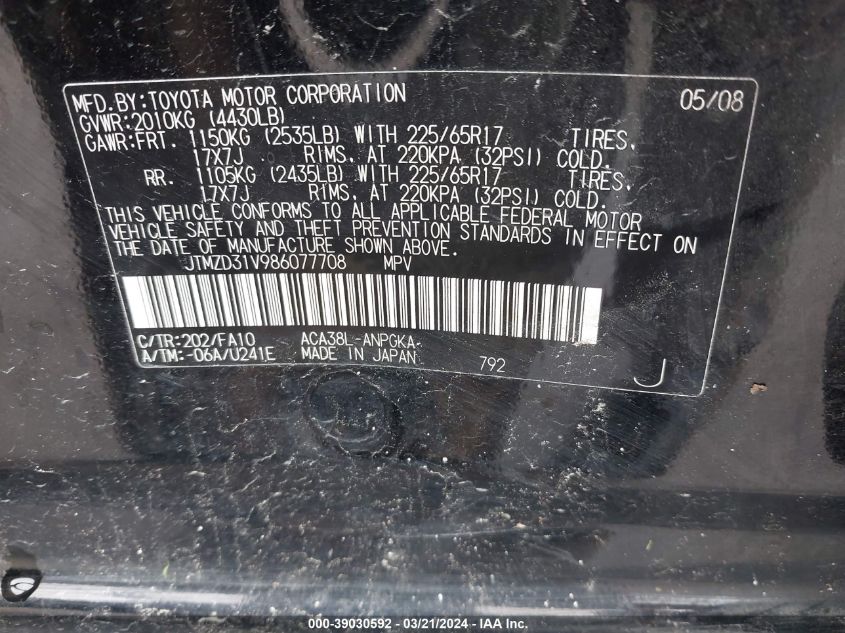 MFD.BY:TOYOTA MOTOR CORPORATION 05/08
GVWR:2010KG (4430LB)
GAWR:FRT. 1150KG (2535LB) WITH 225/65R17 TIRES,
17X7J RIMS, AT 220KPA (32PSI) COLD.
RR. 1105KG (2435LB) WITH 225/65R17 TIRES,
17X7J RIMS, AT 220KPA (32PSI) COLD.
THIS VEHICLE CONFORMS TO ALL APPLICABLE FEDERAL MOTOR
VEHICLE SAFETY AND THEFT PREVENTION STANDARDS IN EFFECT ON
THE DATE OF MANUFACTURE SHOWN ABOVE.
JTMZD31V986077708 MPV
C/TR:202/FA10 ACA38L-ANPGKA
A/TM:-06A/U241E MADE IN JAPAN 792 J
000-39030592 - 03/21/2024 - IAA Inc.